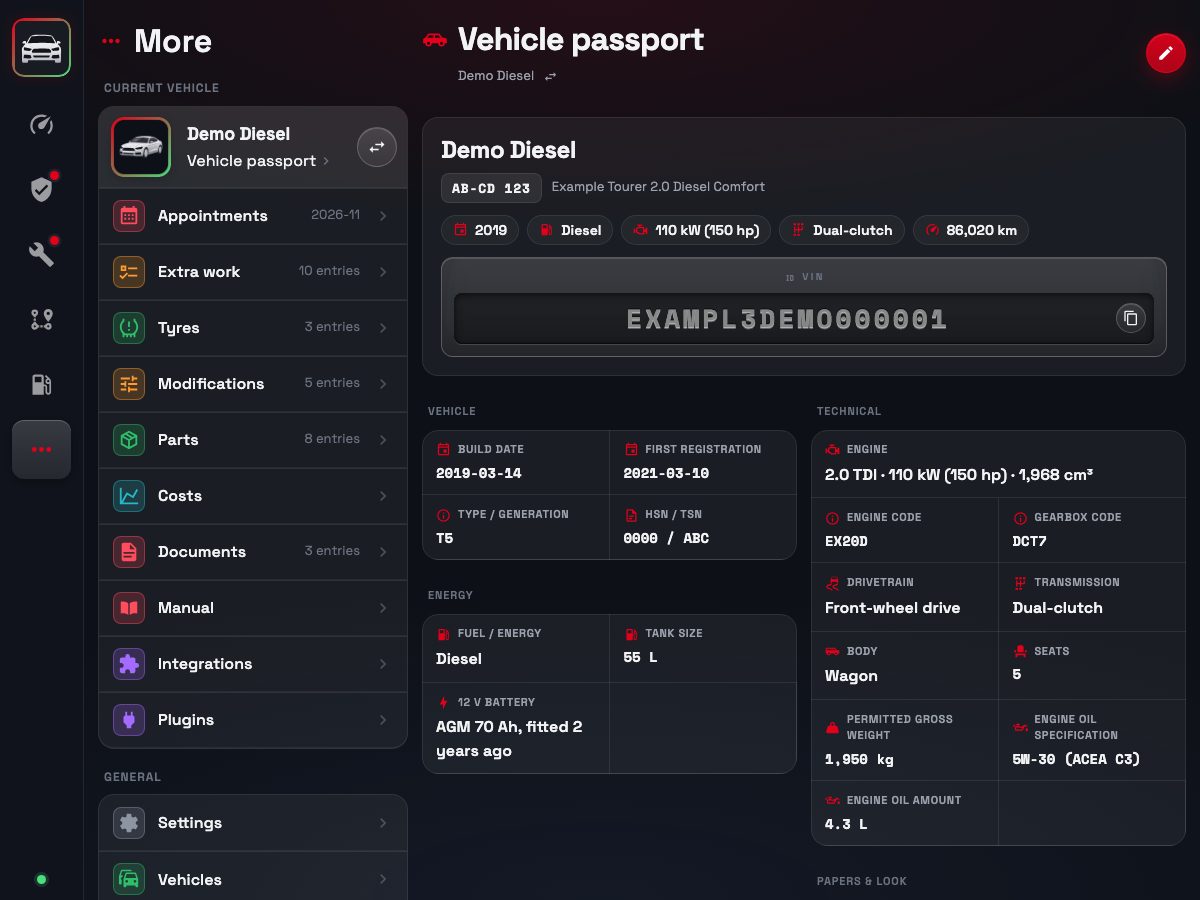 More
CURRENT VEHICLE
Demo Diesel
Vehicle passport
Appointments 2026-11
Extra work 10 entries
Tyres 3 entries
Modifications 5 entries
Parts 8 entries
Costs
Documents 3 entries
Manual
Integrations
Plugins
GENERAL
Settings
Vehicles
Vehicle passport
Demo Diesel
Demo Diesel
AB-CD 123 Example Tourer 2.0 Diesel Comfort
2019 Diesel 110 kW (150 hp) Dual-clutch 86,020 km
VIN
EXAMPL3DEMO000001
VEHICLE
BUILD DATE
2019-03-14
FIRST REGISTRATION
2021-03-10
TYPE / GENERATION
T5
HSN / TSN
0000 / ABC
ENERGY
FUEL / ENERGY
Diesel
TANK SIZE
55 L
12 V BATTERY
AGM 70 Ah, fitted 2
years ago
TECHNICAL
ENGINE
2.0 TDI · 110 kW (150 hp) · 1,968 cm³
ENGINE CODE
EX20D
GEARBOX CODE
DCT7
DRIVETRAIN
Front-wheel drive
TRANSMISSION
Dual-clutch
BODY
Wagon
SEATS
5
PERMITTED GROSS
WEIGHT
1,950 kg
ENGINE OIL
SPECIFICATION
5W-30 (ACEA C3)
ENGINE OIL AMOUNT
4.3 L
PAPERS & LOOK